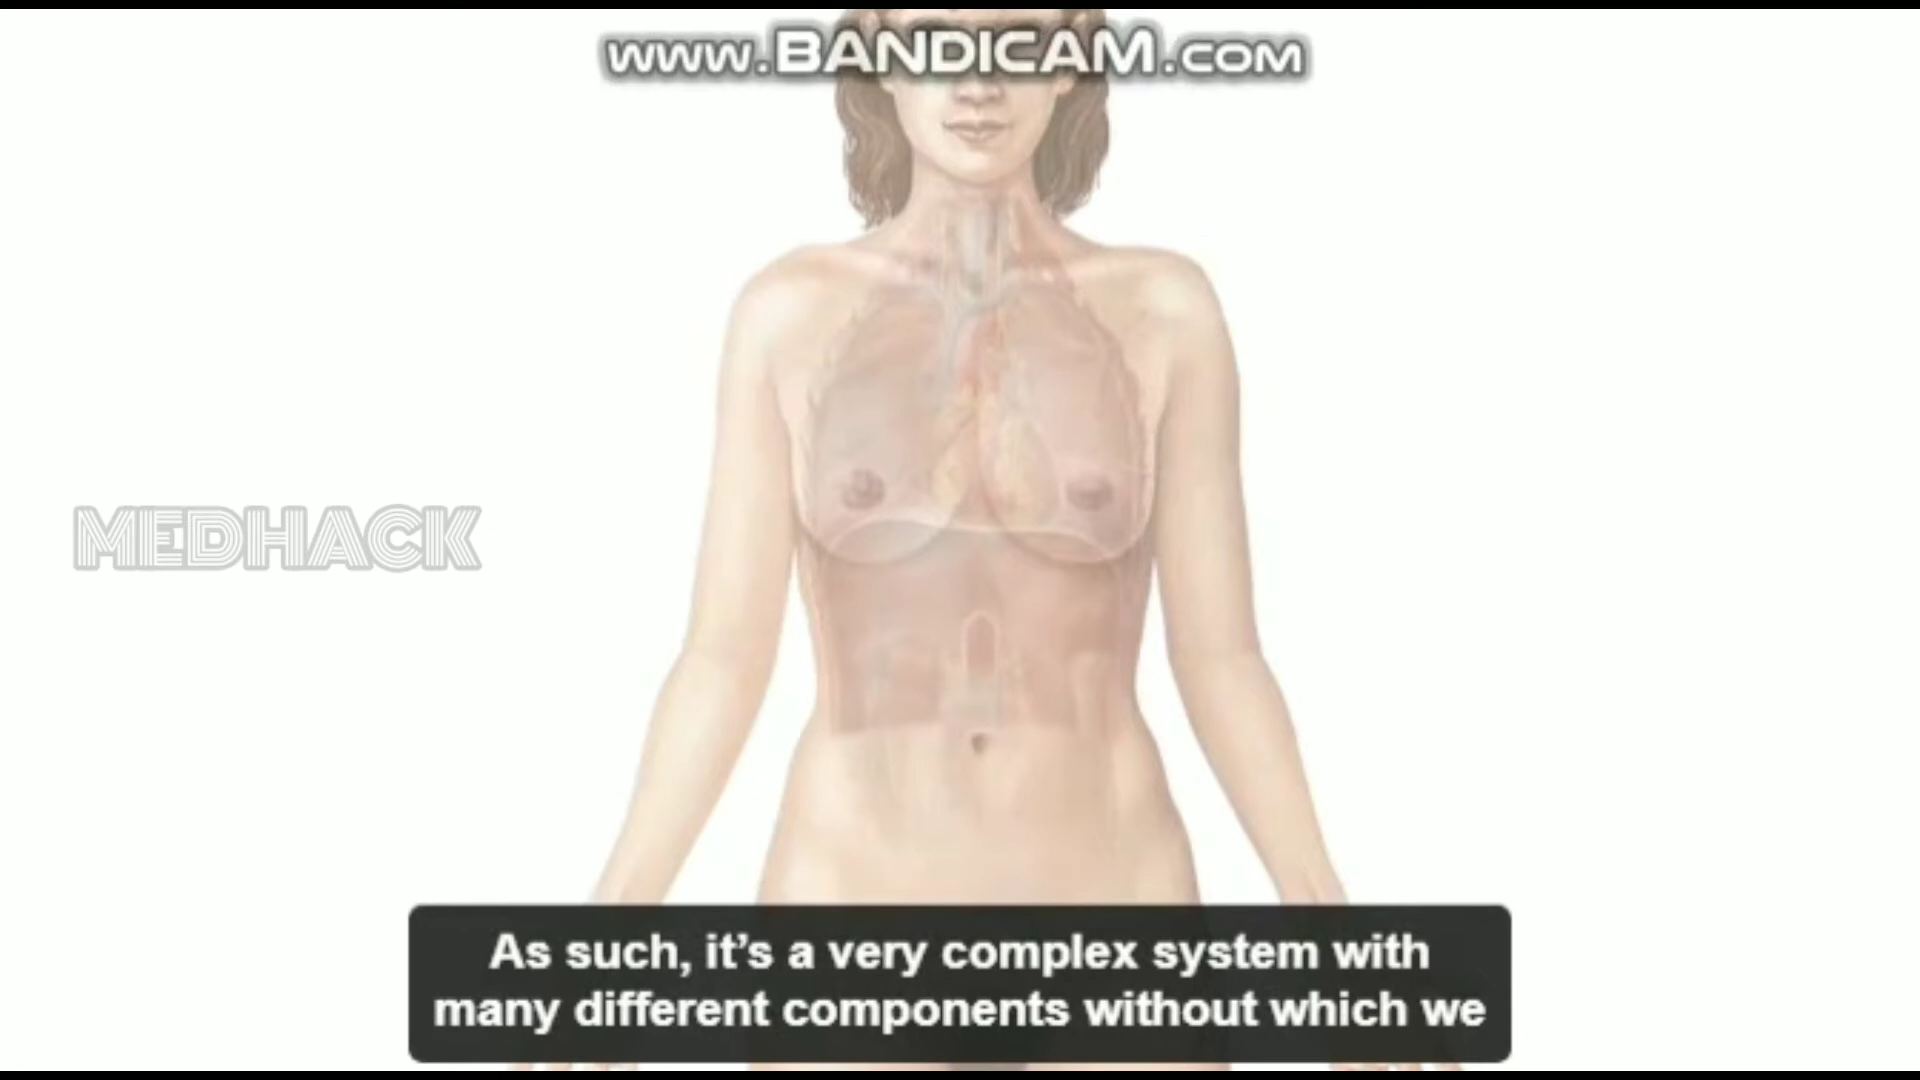 www.BANDICAM.com
MEDHACK
As such, it’s a very complex system with
many different components without which we